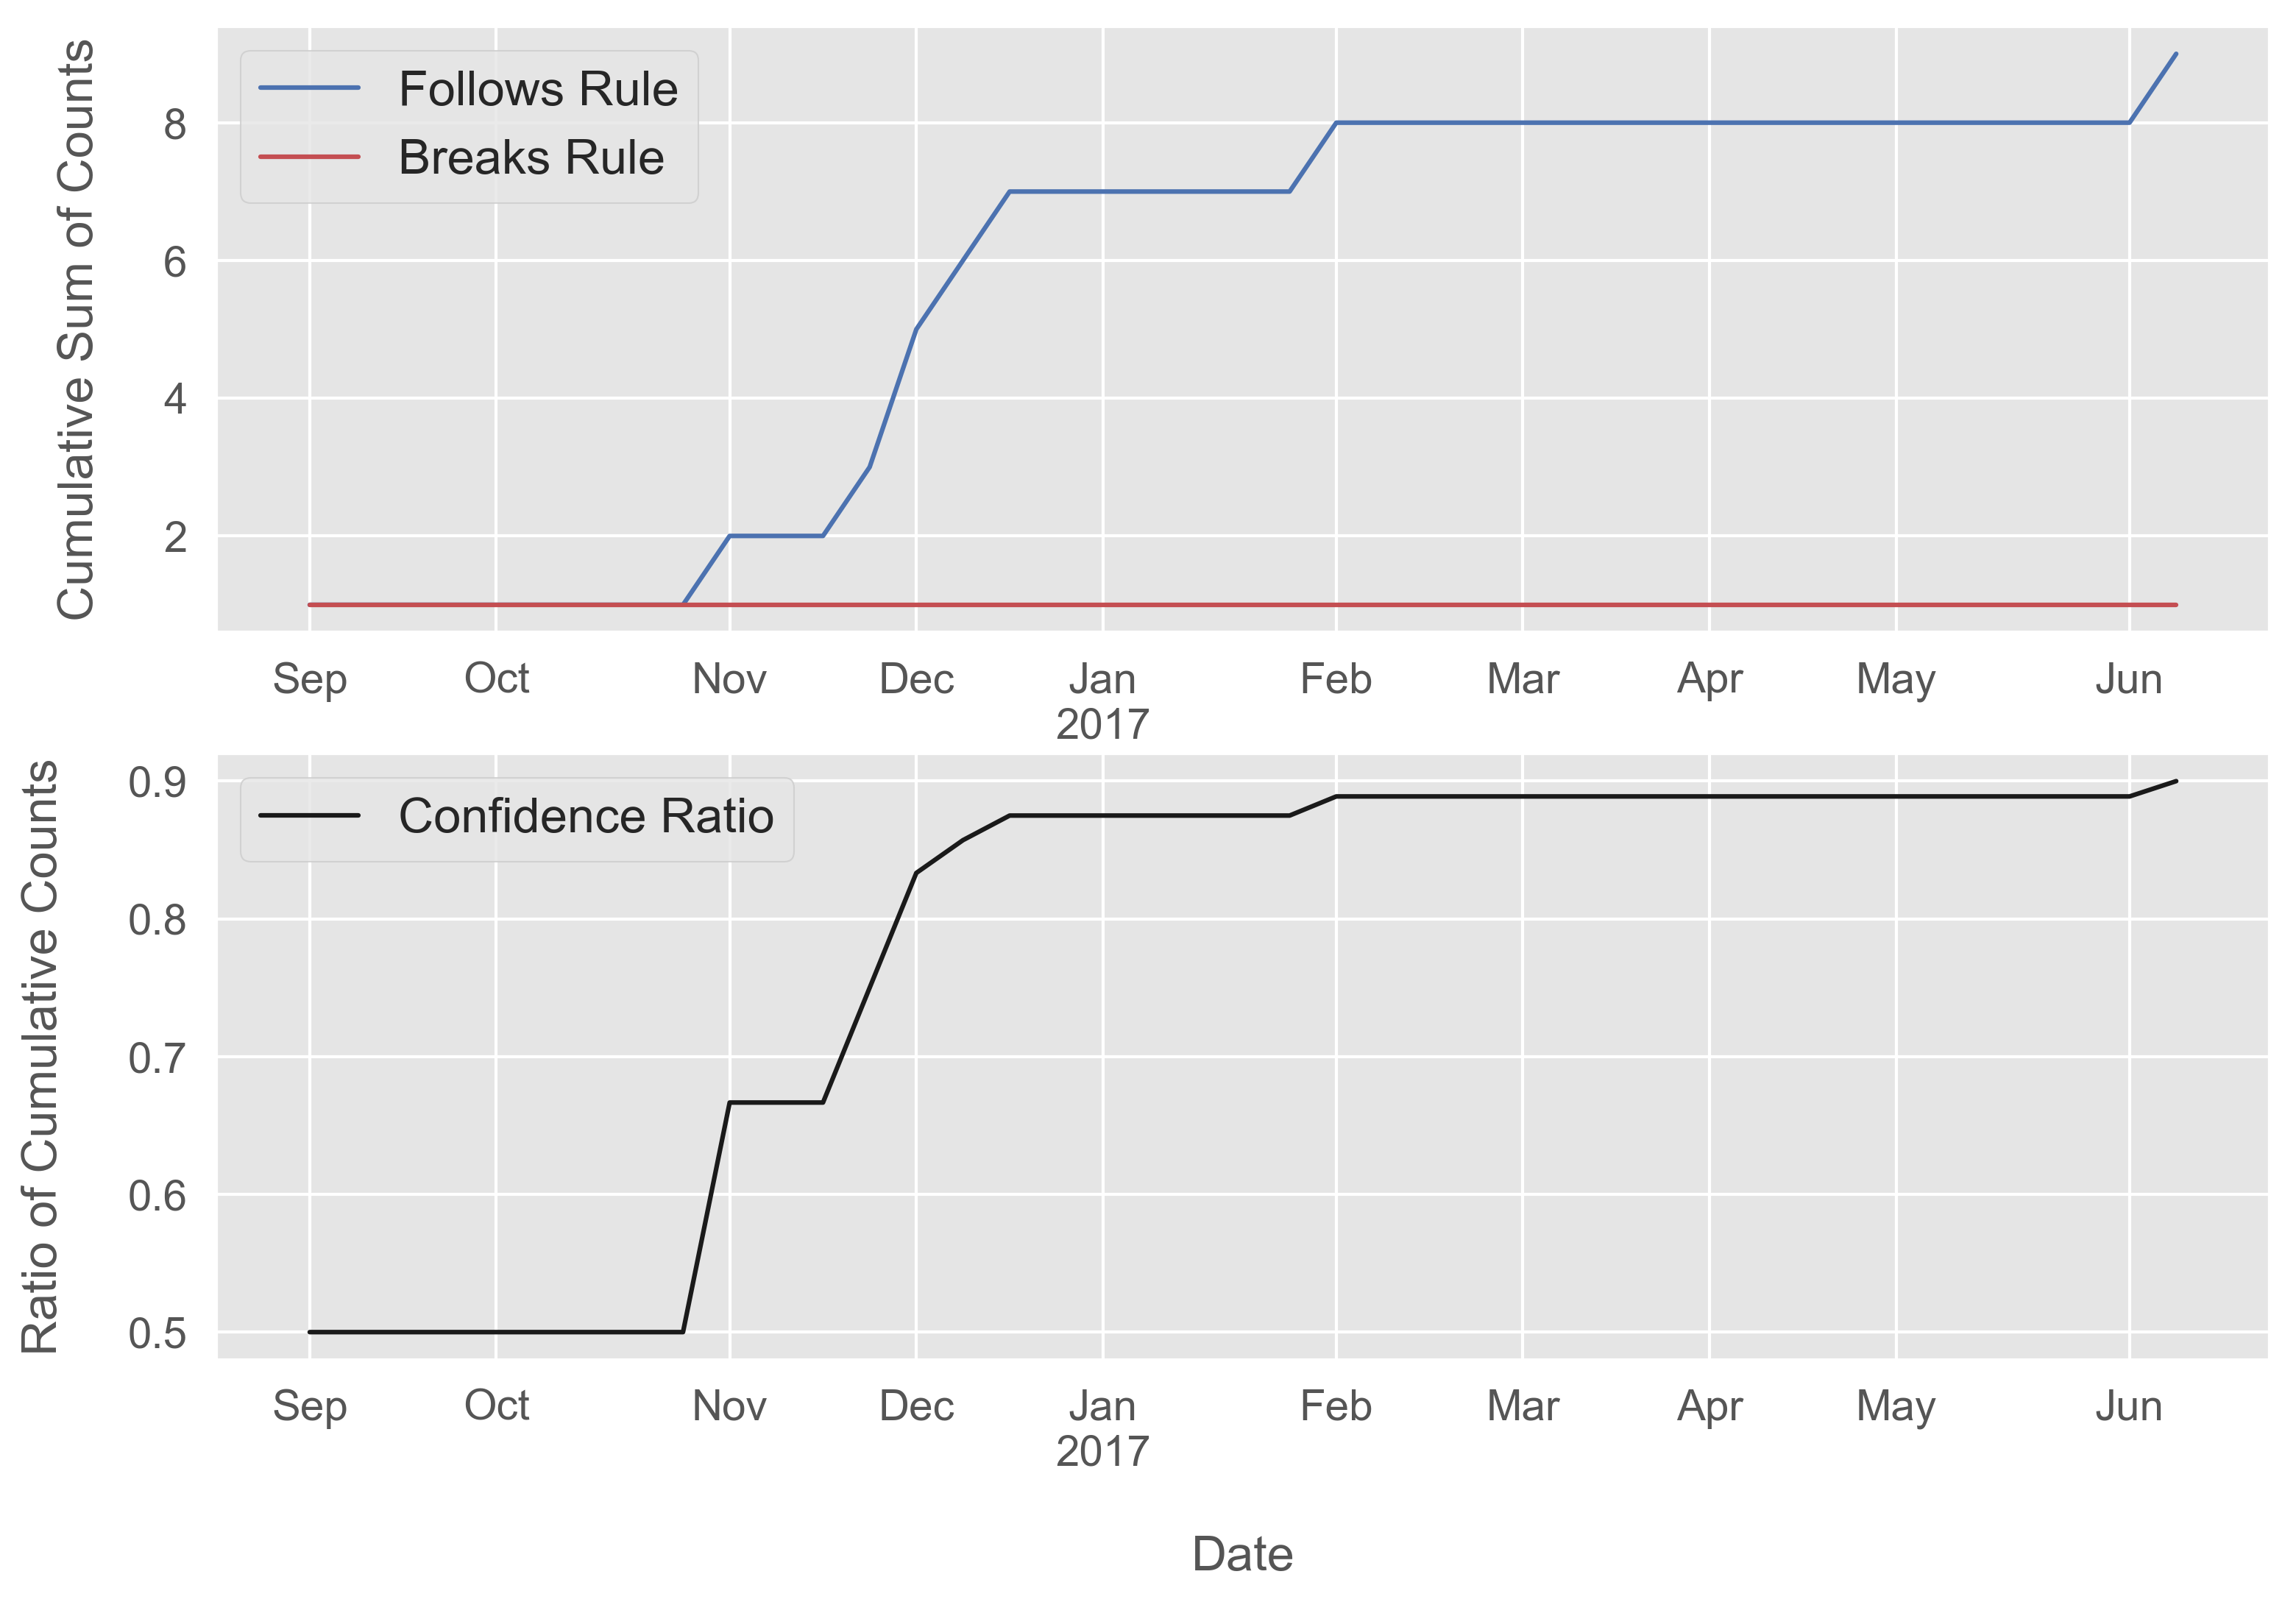 Cumulative Sum of Counts
Follows Rule
Breaks Rule
8
6
4
2
Sep Oct Nov Dec Jan Feb Mar Apr May Jun
2017
Ratio of Cumulative Counts
Confidence Ratio
0.9
0.8
0.7
0.6
0.5
Sep Oct Nov Dec Jan Feb Mar Apr May Jun
2017
Date